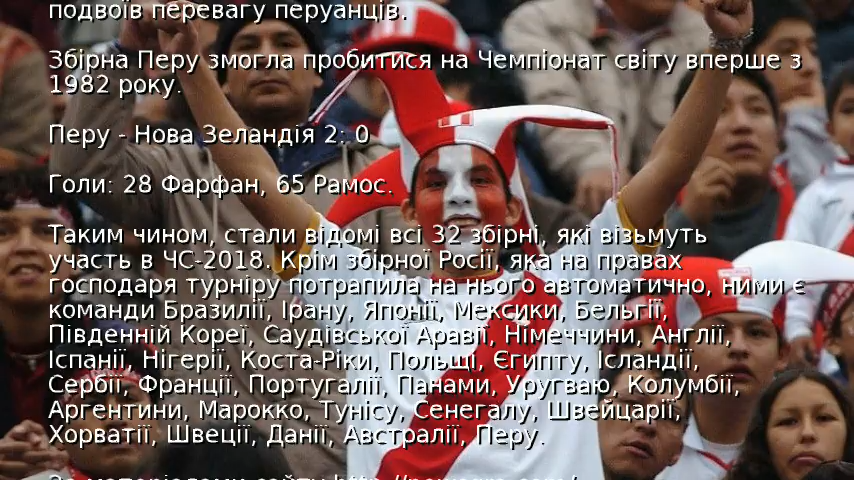 подвоїв перевагу перуанців.
Збірна Перу змогла пробитися на Чемпіонат світу вперше з
1982 року.
Перу - Нова Зеландія 2: 0
Голи: 28 Фарфан, 65 Рамос.
Таким чином, стали відомі всі 32 збірні, які візьмуть
участь в ЧС-2018. Крім збірної Росії, яка на правах
господаря турніру потрапила на нього автоматично, ними є
команди Бразилії, Ірану, Японії, Мексики, Бельгії,
Південній Кореї, Саудівської Аравії, Німеччини, Англії,
Іспанії, Нігерії, Коста-Ріки, Польщі, Єгипту, Ісландії,
Сербії, Франції, Португалії, Панами, Уругваю, Колумбії,
Аргентини, Марокко, Тунісу, Сенегалу, Швейцарії,
Хорватії, Швеції, Данії, Австралії, Перу.
За матеріалами сайту